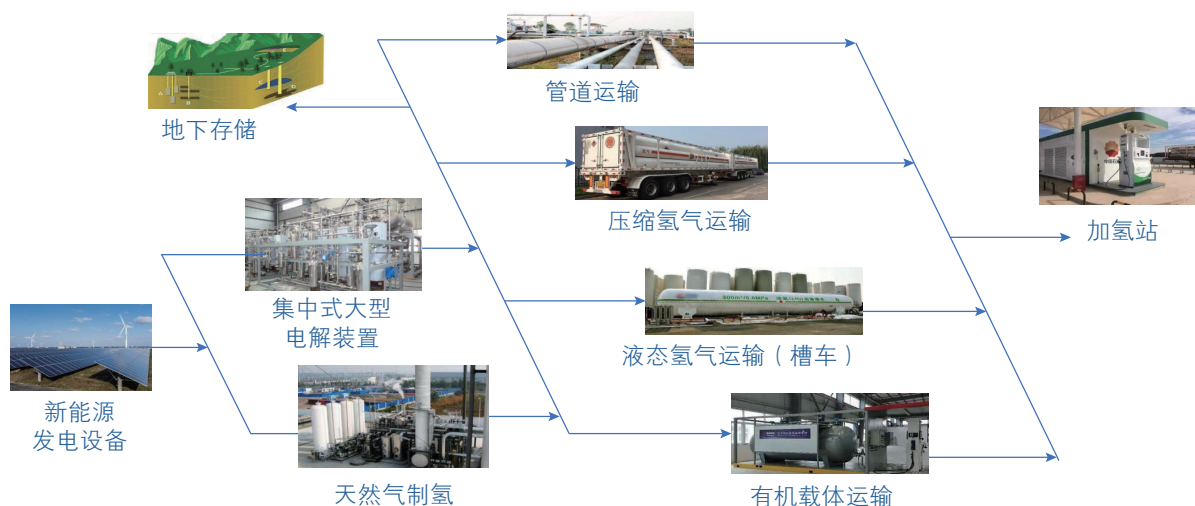 管道运输
地下存储
压缩氢气运输
加氢站
集中式大型
电解装置
液态氢气运输（槽车）
新能源
发电设备
天然气制氢
有机载体运输